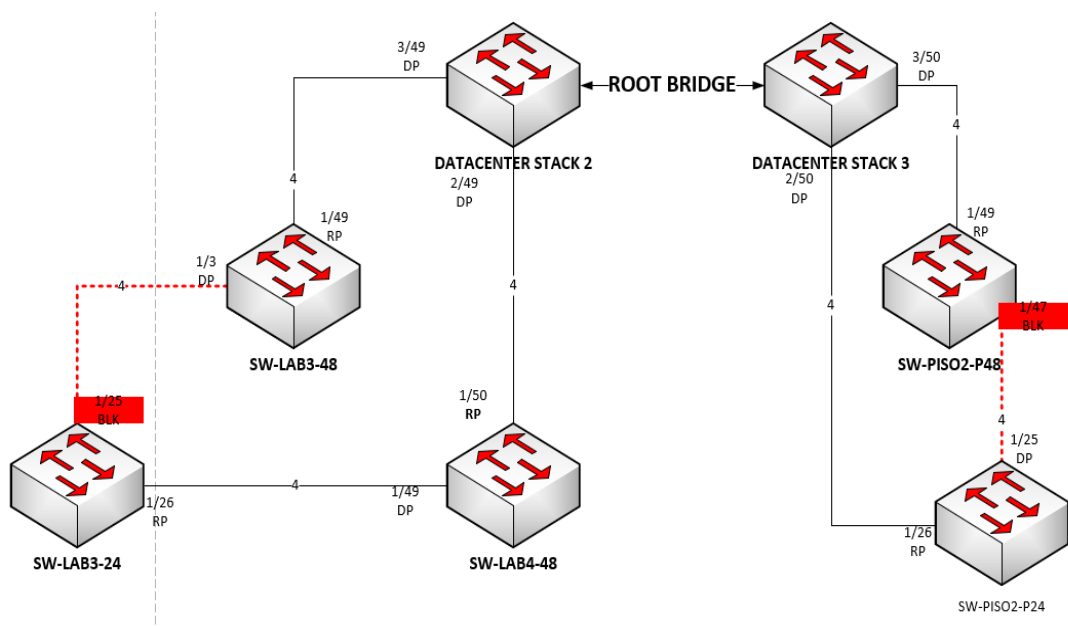 3/49
DP
ROOT BRIDGE
3/50
DP
DATACENTER STACK 2
DATACENTER STACK 3
2/49
DP
2/50
DP
4
4
1/49
RP
1/49
RP
1/3
DP
4
4
4
1/47
BLK
SW-LAB3-48
SW-PISO2-P48
1/25
BLK
1/50
RP
4
1/25
DP
1/26
RP
4
1/49
DP
1/26
RP
SW-LAB3-24
SW-LAB4-48
SW-PISO2-P24